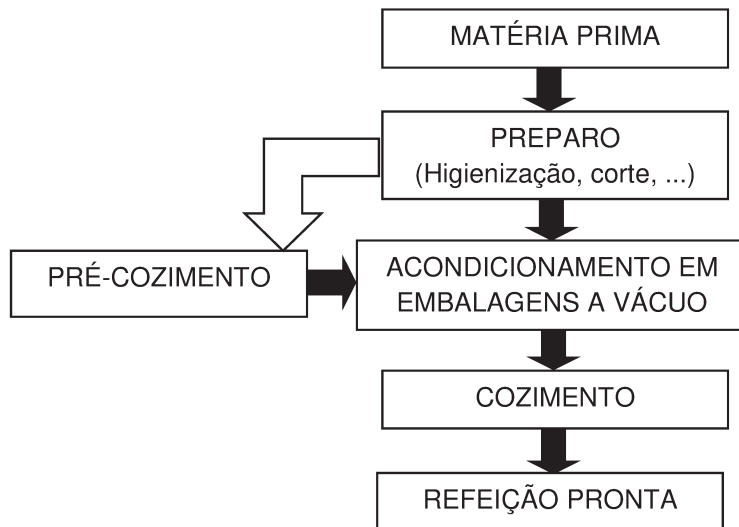 MATÉRIA PRIMA
PREPARO
(Higienização, corte, ...)
PRÉ-COZIMENTO
ACONDICIONAMENTO EM
EMBALAGENS A VÁCUO
COZIMENTO
REFEIÇÃO PRONTA